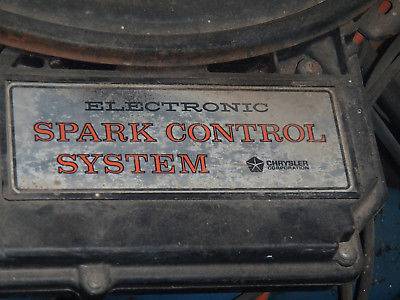 ELECTRONIC
SPARK CONTROL
SYSTEM
CHRYSLER
CORPORATION